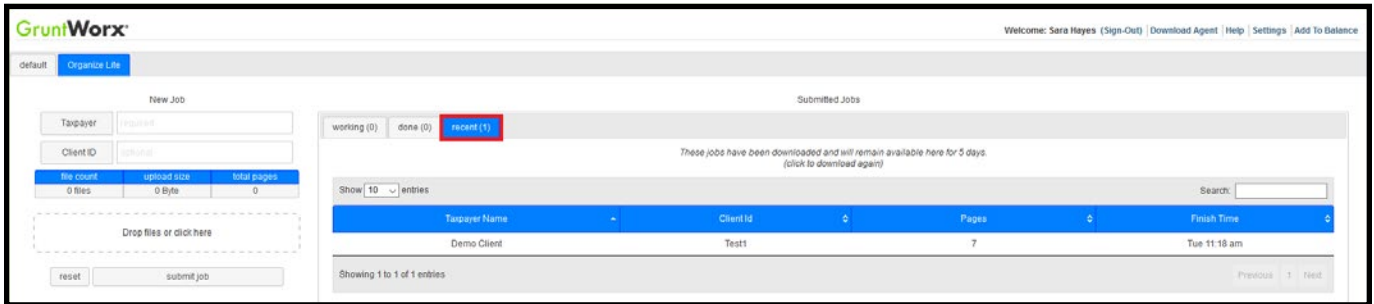 GruntWorx
Welcome: Sara Hayes (Sign-Out) | Download Agent | Help | Settings | Add To Balance
default Organize Lite
New Job
Taxpayer required
Client ID optional
file count upload size total pages
0 files 0 Byte 0
Drop files or click here
reset submit job
Submitted Jobs
working (0) done (0) recent (1)
These jobs have been downloaded and will remain available here for 5 days.
(click to download again)
Show 10 entries Search:
Taxpayer Name Client Id Pages Finish Time
Demo Client Test1 7 Tue 11:18 am
Showing 1 to 1 of 1 entries Previous 1 Next